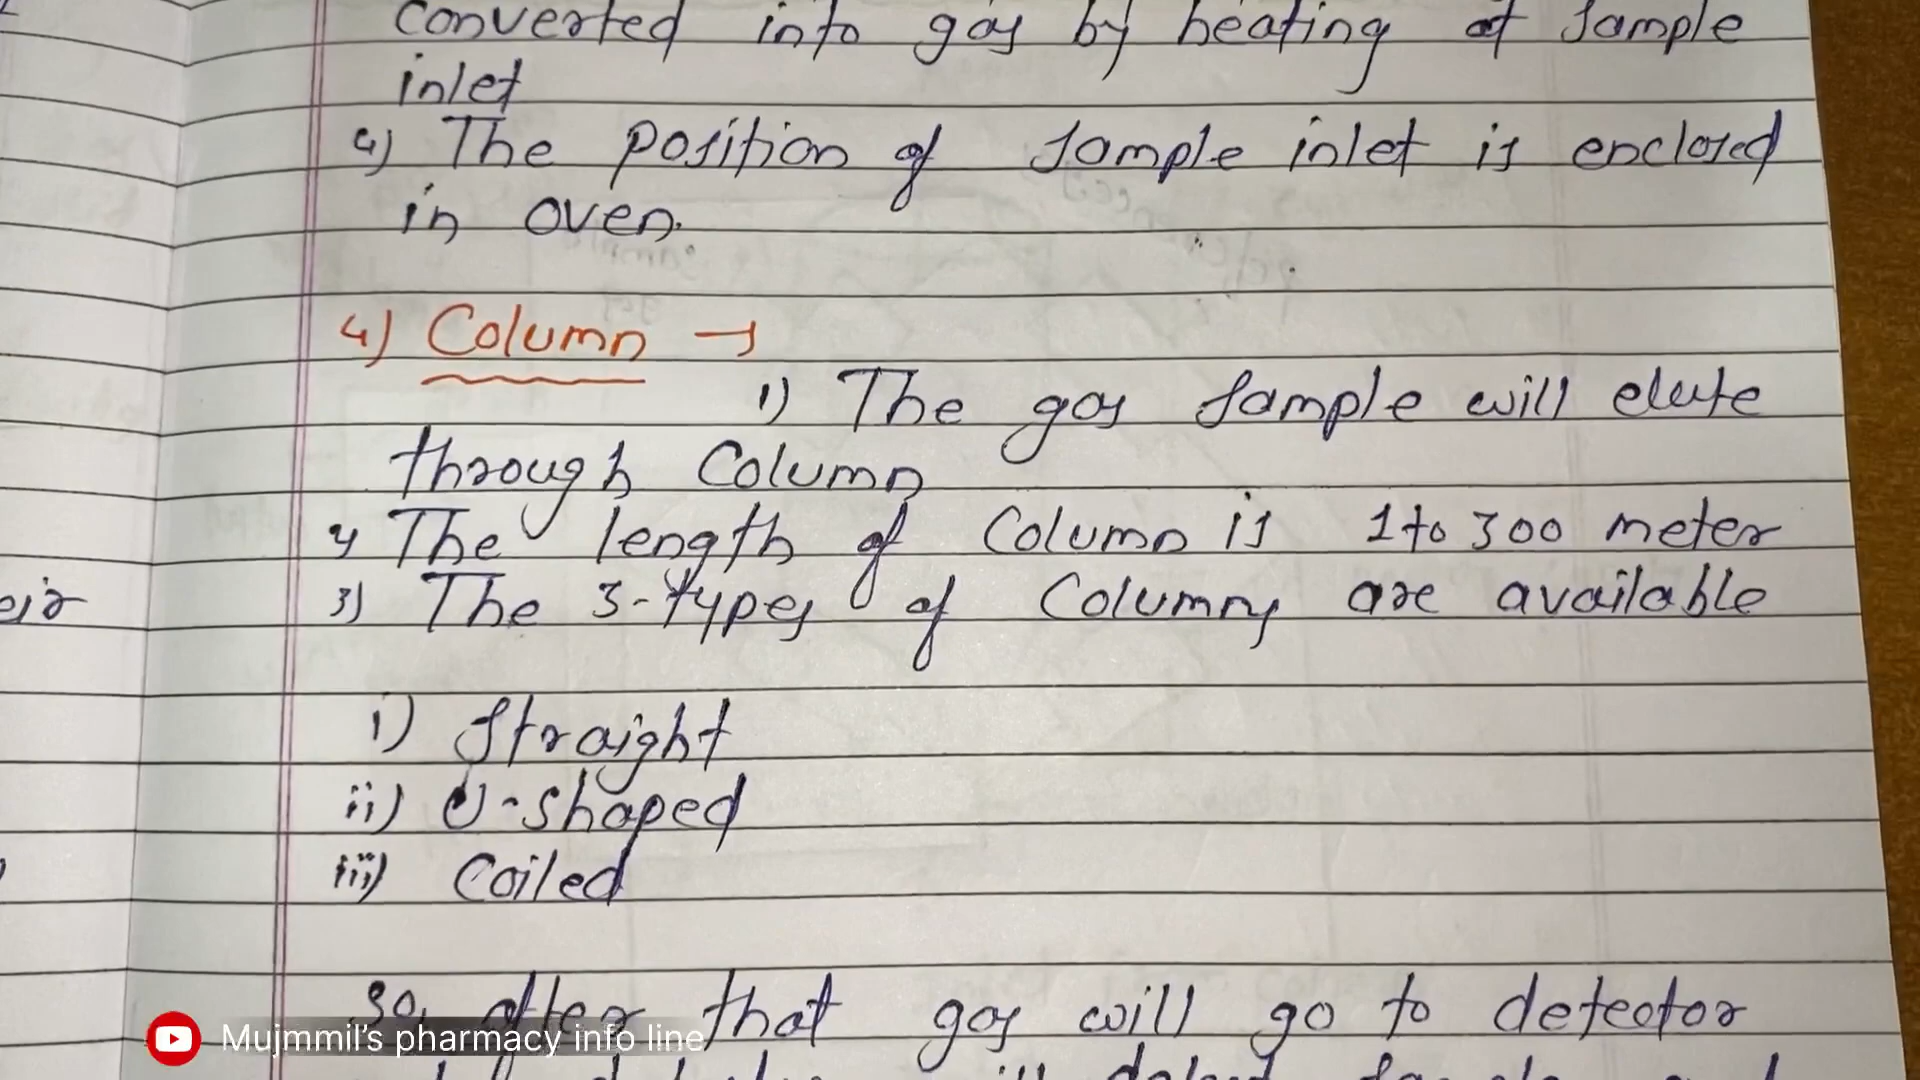 converted into gas by heating at sample
inlet
4) The position of sample inlet is enclosed
in oven.
4) Column →
1) The gas sample will elute
through Column
2) The length of Column is 1 to 300 meter
3) The 3-types of Columns are available
i) Straight
ii) U-shaped
iii) Coiled
So, after that gas will go to detector
Mujmmil's pharmacy info line